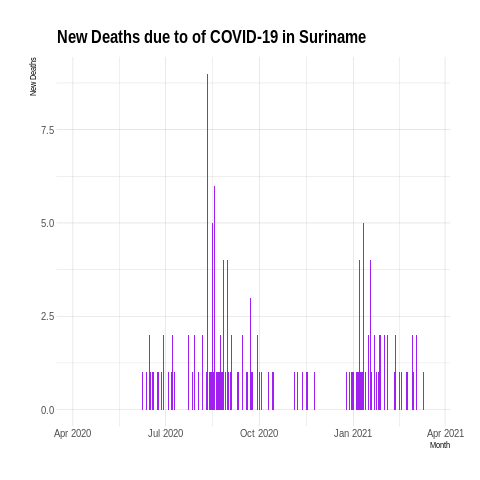 New Deaths due to of COVID-19 in Suriname
New Deaths
7.5
5.0
2.5
0.0
Apr 2020 Jul 2020 Oct 2020 Jan 2021 Apr 2021
Month